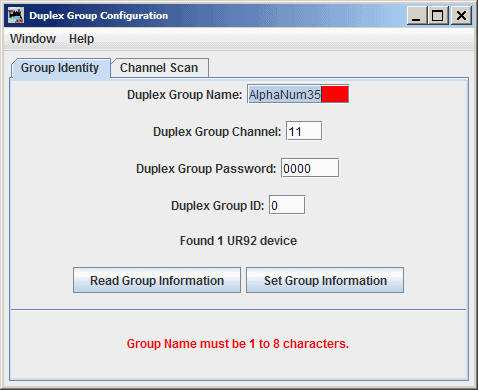 Duplex Group Configuration
Window Help
Group Identity Channel Scan
Duplex Group Name: AlphaNum35
Duplex Group Channel: 11
Duplex Group Password: 0000
Duplex Group ID: 0
Found 1 UR92 device
Read Group Information Set Group Information
Group Name must be 1 to 8 characters.